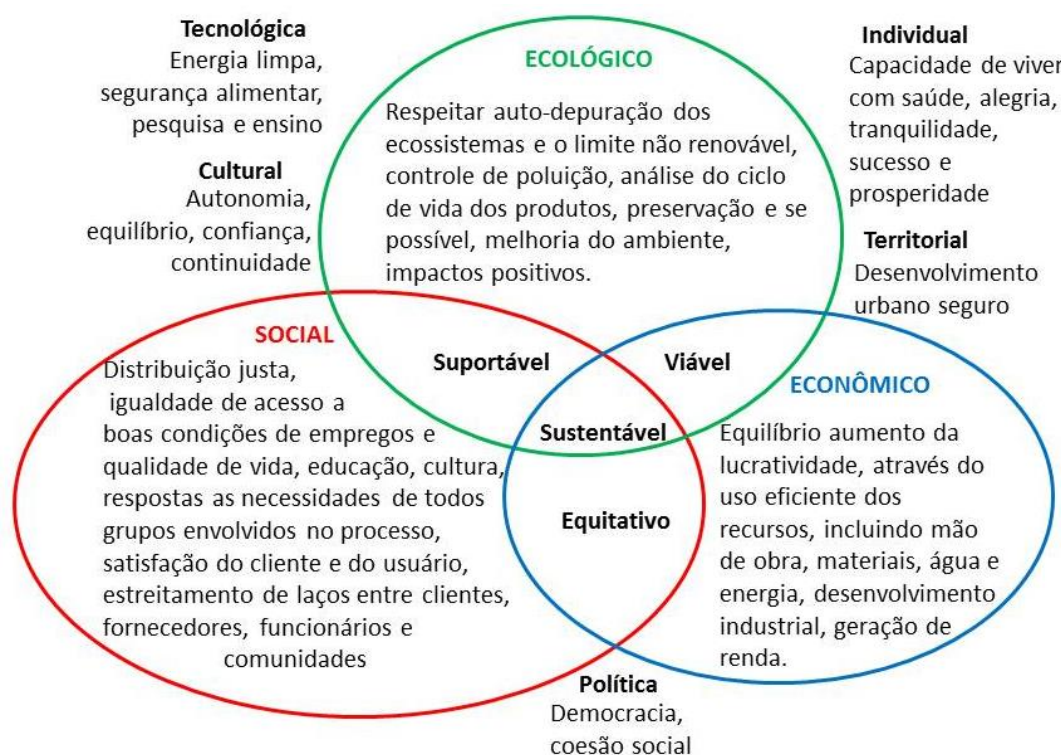 Tecnológica
Energia limpa,
segurança alimentar,
pesquisa e ensino
Cultural
Autonomia,
equilíbrio, confiança,
continuidade
ECOLÓGICO
Respeitar auto-depuração dos
ecossistemas e o limite não renovável,
controle de poluição, análise do ciclo
de vida dos produtos, preservação e se
possível, melhoria do ambiente,
impactos positivos.
Individual
Capacidade de viver
com saúde, alegria,
tranquilidade,
sucesso e
prosperidade
Territorial
Desenvolvimento
urbano seguro
SOCIAL
Distribuição justa,
igualdade de acesso a
boas condições de empregos e
qualidade de vida, educação, cultura,
respostas as necessidades de todos
grupos envolvidos no processo,
satisfação do cliente e do usuário,
estreitamento de laços entre clientes,
fornecedores, funcionários e
comunidades
Suportável
Viável
Sustentável
Equitativo
ECONÔMICO
Equilíbrio aumento da
lucratividade, através do
uso eficiente dos
recursos, incluindo mão
de obra, materiais, água e
energia, desenvolvimento
industrial, geração de
renda.
Política
Democracia,
coesão social